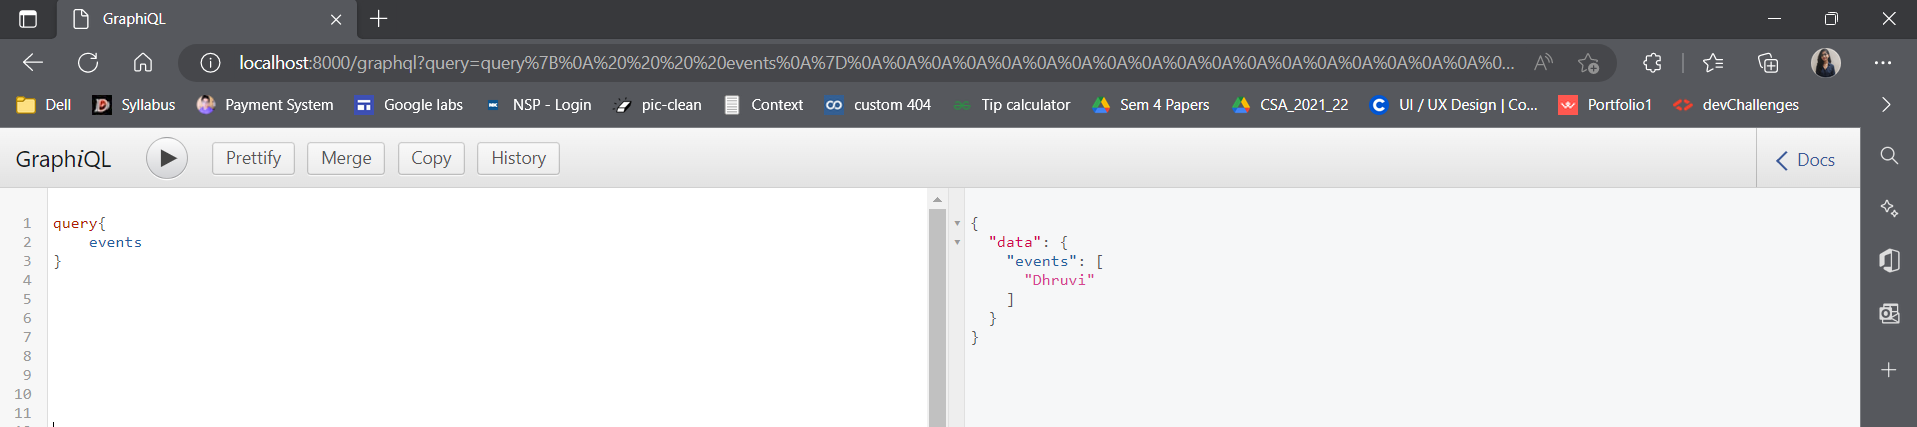 GraphiQL
localhost:8000/graphql?query=query%7B%0A%20%20%20%20events%0A%7D%0A%0A%0A%0A%0A%0A%0A%0A%0A%0A%0A%0A%0A%0A%0A%0A%0A%0...
Dell Syllabus Payment System Google labs NSP - Login pic-clean Context custom 404 Tip calculator Sem 4 Papers CSA_2021_22 UI / UX Design | Co... Portfolio1 devChallenges
GraphiQL Prettify Merge Copy History Docs
1 query{
2 events
3 }
4
5
6
7
8
9
10
11
{
"data": {
"events": [
"Dhruvi"
]
}
}